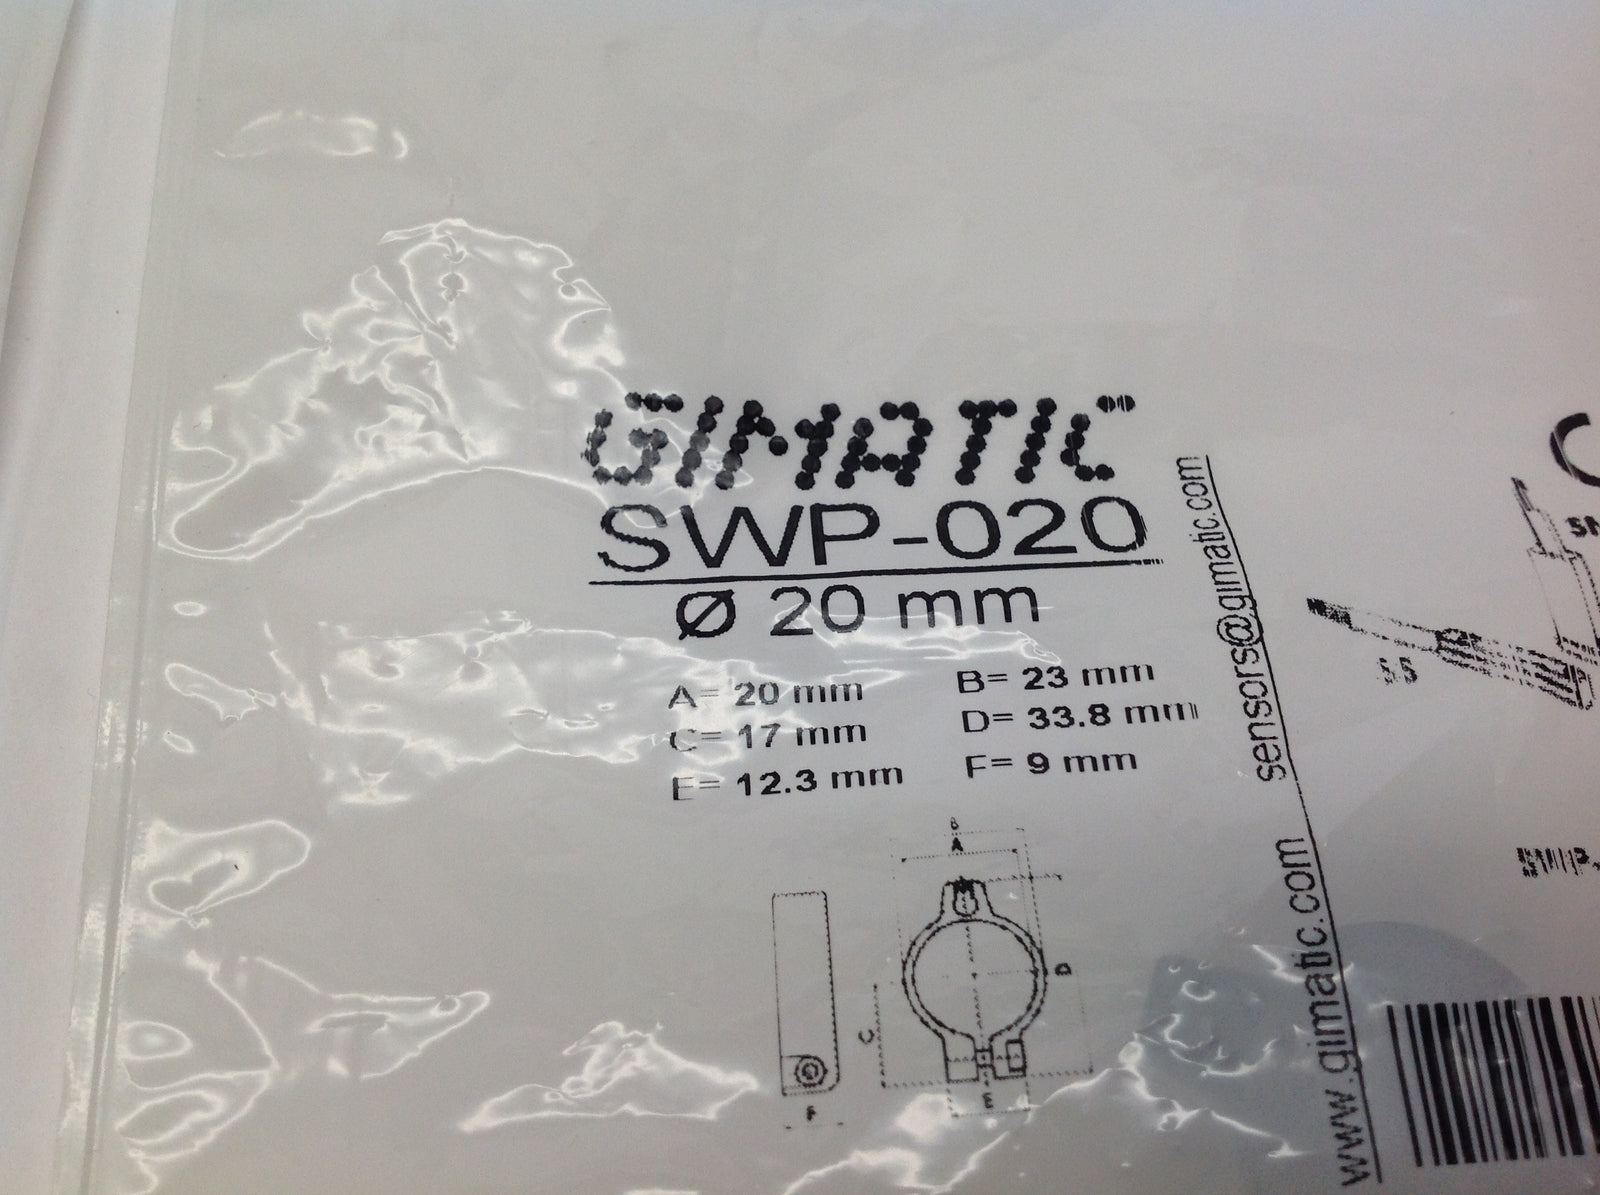 GIMATIC
SWP-020
Ø 20 mm
A= 20 mm B= 23 mm
C= 17 mm D= 33.8 mm
E= 12.3 mm F= 9 mm
B
A
D
C
E
F
www.gimatic.com sensors@gimatic.com
SS